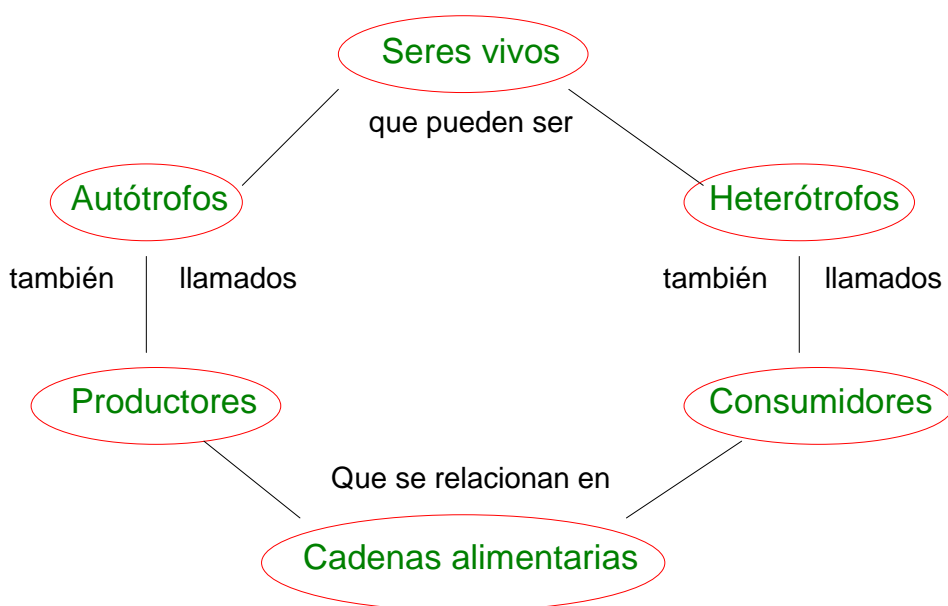 Seres vivos
que pueden ser
Autótrofos Heterótrofos
también llamados también llamados
Productores Consumidores
Que se relacionan en
Cadenas alimentarias